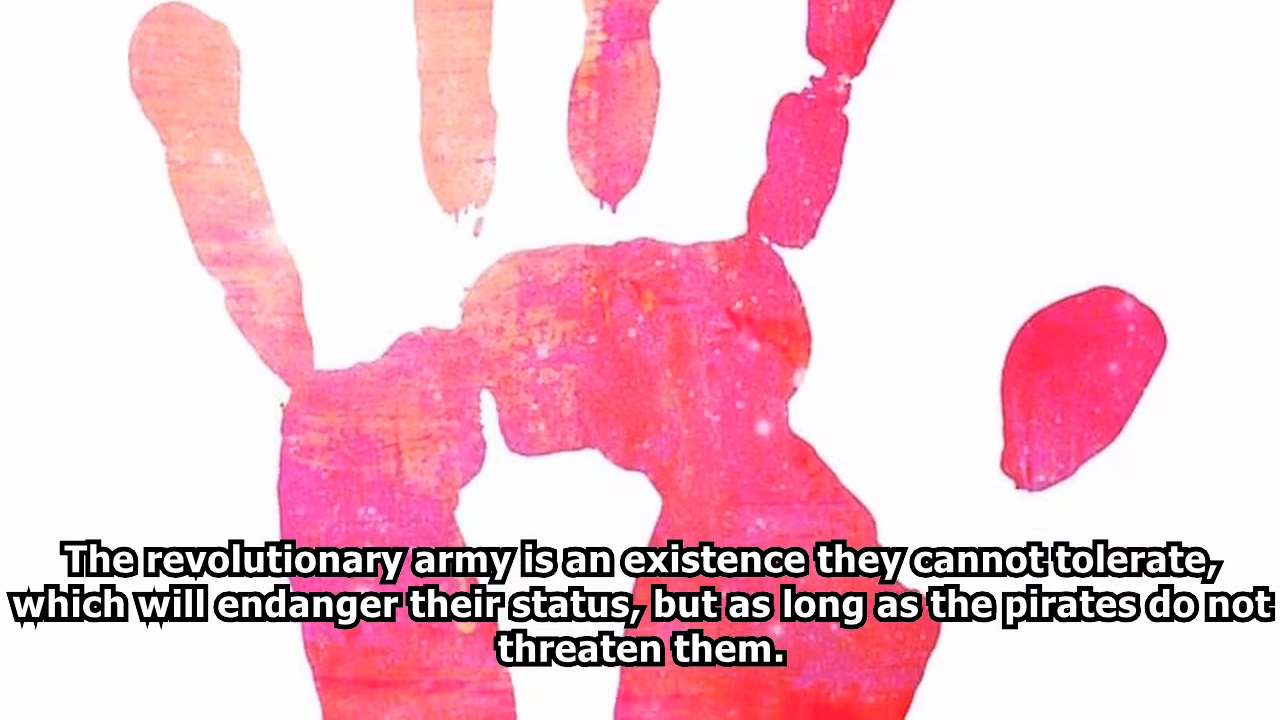 The revolutionary army is an existence they cannot tolerate,
which will endanger their status, but as long as the pirates do not
threaten them.